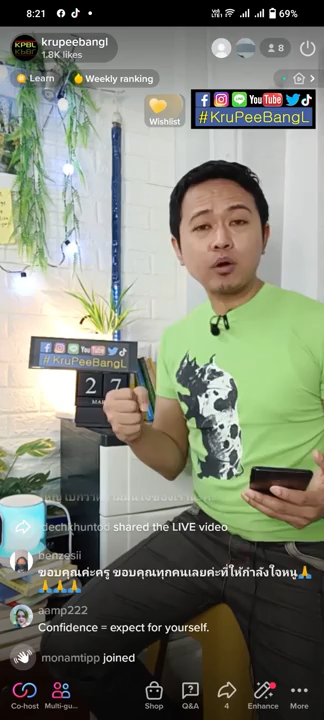 8:21
69%
krupeebangl
1.8K likes
8
Learn
Weekly ranking
Wishlist
YouTube
#KruPeeBangL
YouTube
#KruPeeBangL
27
MAR
dechkhuntod shared the LIVE video
benzesii
ขอบคุณค่ะครู ขอบคุณทุกคนเลยค่ะที่ให้กำลังใจหนู🙏
🙏🙏🙏
aamp222
Confidence = expect for yourself.
monamtipp joined
Co-host
Multi-gu...
Shop
Q&A
4
Enhance
More